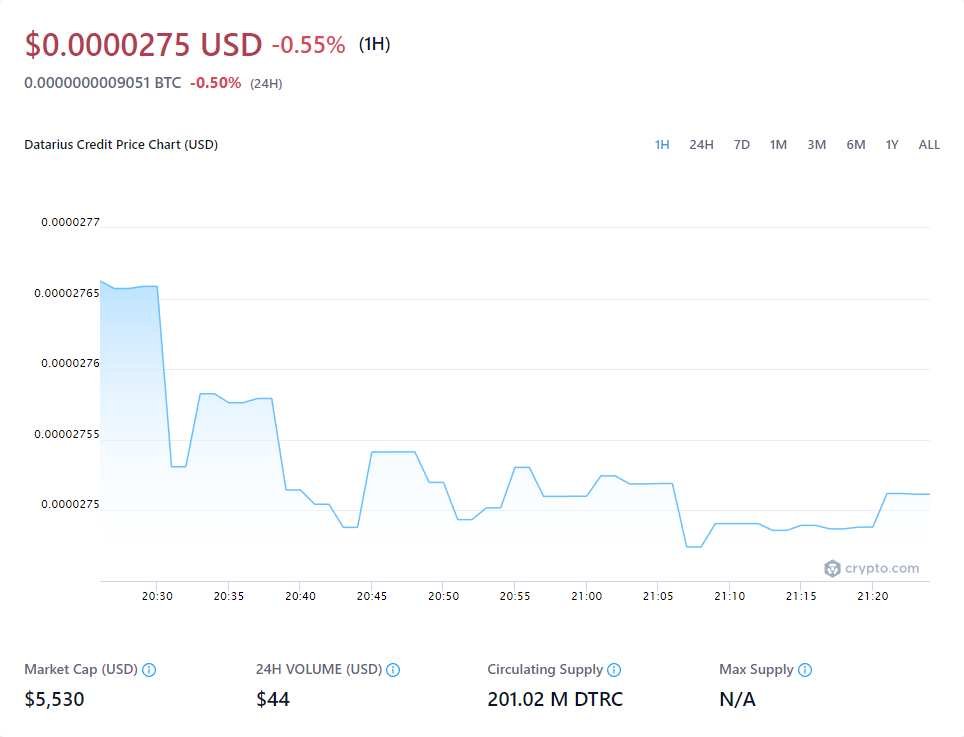 $0.0000275 USD -0.55% (1H)
0.0000000009051 BTC -0.50% (24H)
Datarius Credit Price Chart (USD) 1H 24H 7D 1M 3M 6M 1Y ALL
0.0000277
0.00002765
0.0000276
0.00002755
0.0000275
crypto.com
20:30 20:35 20:40 20:45 20:50 20:55 21:00 21:05 21:10 21:15 21:20
Market Cap (USD) 24H VOLUME (USD) Circulating Supply Max Supply
$5,530 $44 201.02 M DTRC N/A